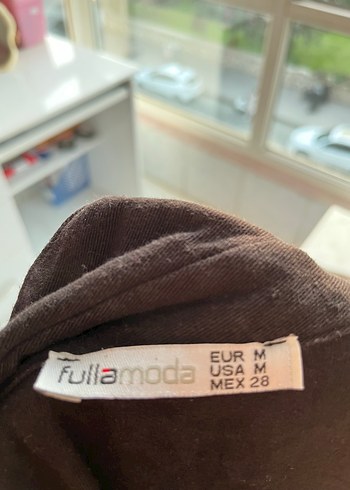 fullamoda
EUR M
USA M
MEX 28